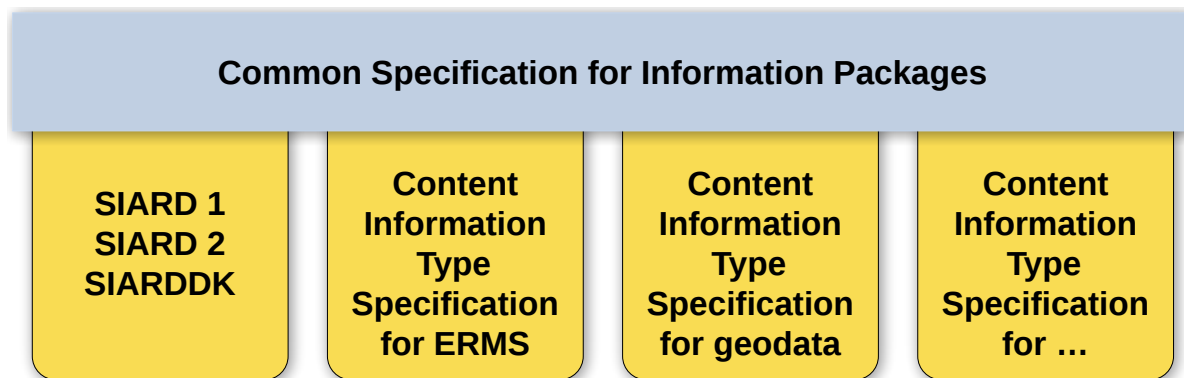 Common Specification for Information Packages
SIARD 1
SIARD 2
SIARDDK
Content
Information
Type
Specification
for ERMS
Content
Information
Type
Specification
for geodata
Content
Information
Type
Specification
for …